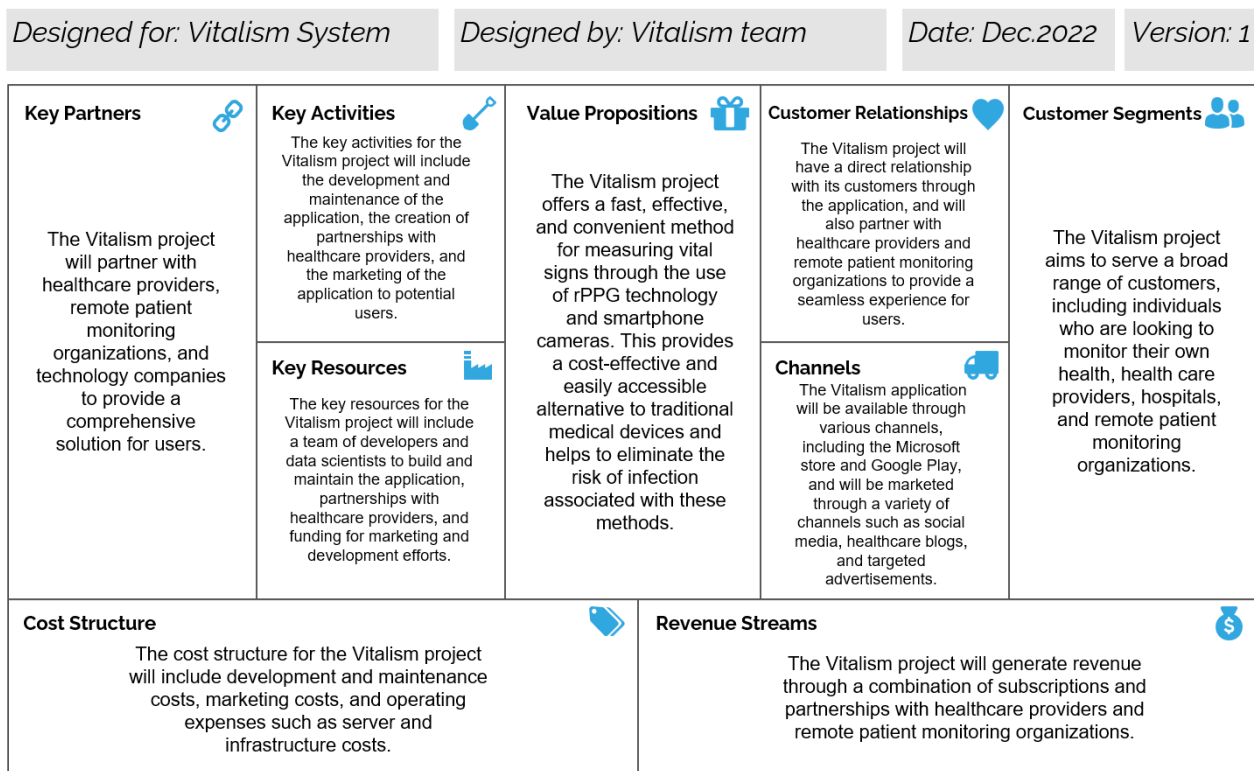 Designed for: Vitalism System
Designed by: Vitalism team
Date: Dec.2022
Version: 1
Key Partners
The Vitalism project
will partner with
healthcare providers,
remote patient
monitoring
organizations, and
technology companies
to provide a
comprehensive
solution for users.
Key Activities
The key activities for the
Vitalism project will include
the development and
maintenance of the
application, the creation of
partnerships with
healthcare providers, and
the marketing of the
application to potential
users.
Key Resources
The key resources for the
Vitalism project will include
a team of developers and
data scientists to build and
maintain the application,
partnerships with
healthcare providers, and
funding for marketing and
development efforts.
Value Propositions
The Vitalism project
offers a fast, effective,
and convenient method
for measuring vital
signs through the use
of rPPG technology
and smartphone
cameras. This provides
a cost-effective and
easily accessible
alternative to traditional
medical devices and
helps to eliminate the
risk of infection
associated with these
methods.
Customer Relationships
The Vitalism project will
have a direct relationship
with its customers through
the application, and will
also partner with
healthcare providers and
remote patient monitoring
organizations to provide a
seamless experience for
users.
Channels
The Vitalism application
will be available through
various channels,
including the Microsoft
store and Google Play,
and will be marketed
through a variety of
channels such as social
media, healthcare blogs,
and targeted
advertisements.
Customer Segments
The Vitalism project
aims to serve a broad
range of customers,
including individuals
who are looking to
monitor their own
health, health care
providers, hospitals,
and remote patient
monitoring
organizations.
Cost Structure
The cost structure for the Vitalism project
will include development and maintenance
costs, marketing costs, and operating
expenses such as server and
infrastructure costs.
Revenue Streams
$
The Vitalism project will generate revenue
through a combination of subscriptions and
partnerships with healthcare providers and
remote patient monitoring organizations.